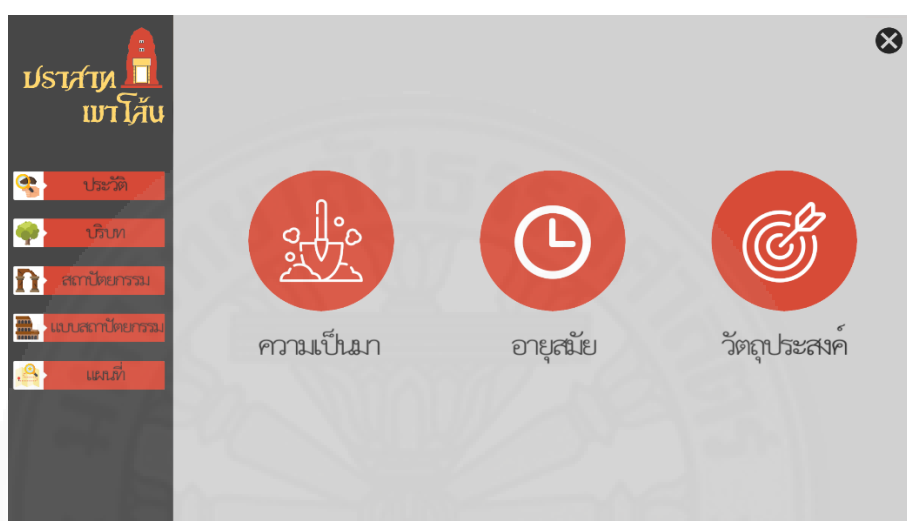 ปราสาท
เขาโล้น
ประวัติ
บริบท
สถาปัตยกรรม
แบบสถาปัตยกรรม
แผนที่
ความเป็นมา
อายุสมัย
วัตถุประสงค์